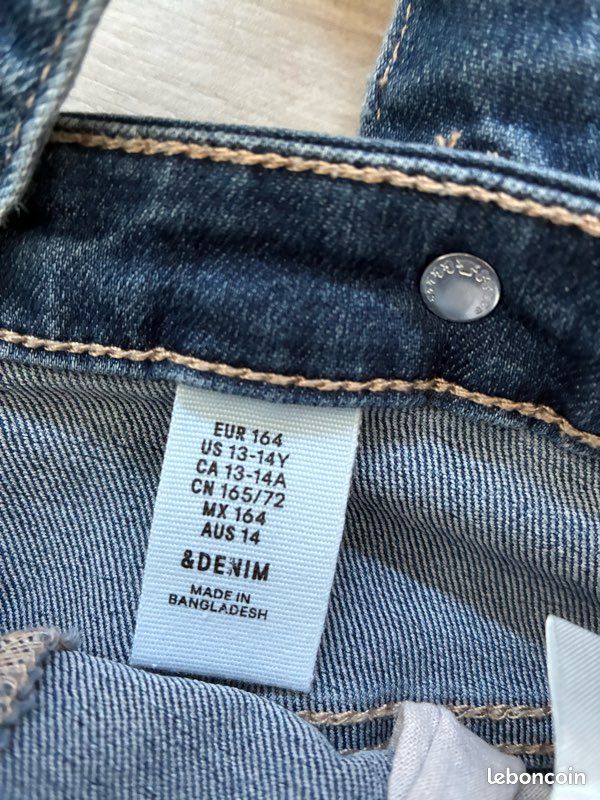 EUR 164
US 13-14Y
CA 13-14A
CN 165/72
MX 164
AUS 14
&DENIM
MADE IN
BANGLADESH
leboncoin